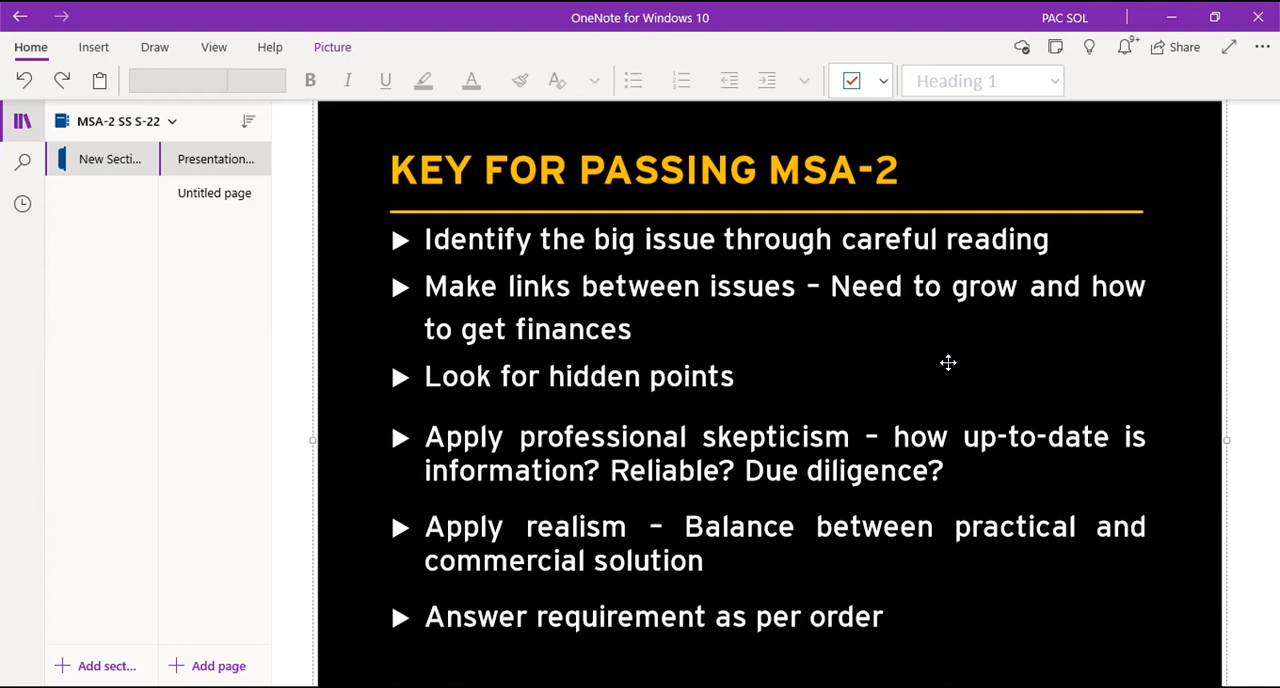 OneNote for Windows 10
PAC SOL
Home Insert Draw View Help Picture
9+
Share
B I U A A
Heading 1
MSA-2 SS S-22
New Secti...
Presentation...
Untitled page
KEY FOR PASSING MSA-2
Identify the big issue through careful reading
Make links between issues – Need to grow and how
to get finances
Look for hidden points
Apply professional skepticism – how up-to-date is
information? Reliable? Due diligence?
Apply realism – Balance between practical and
commercial solution
Answer requirement as per order
Add sect...
Add page